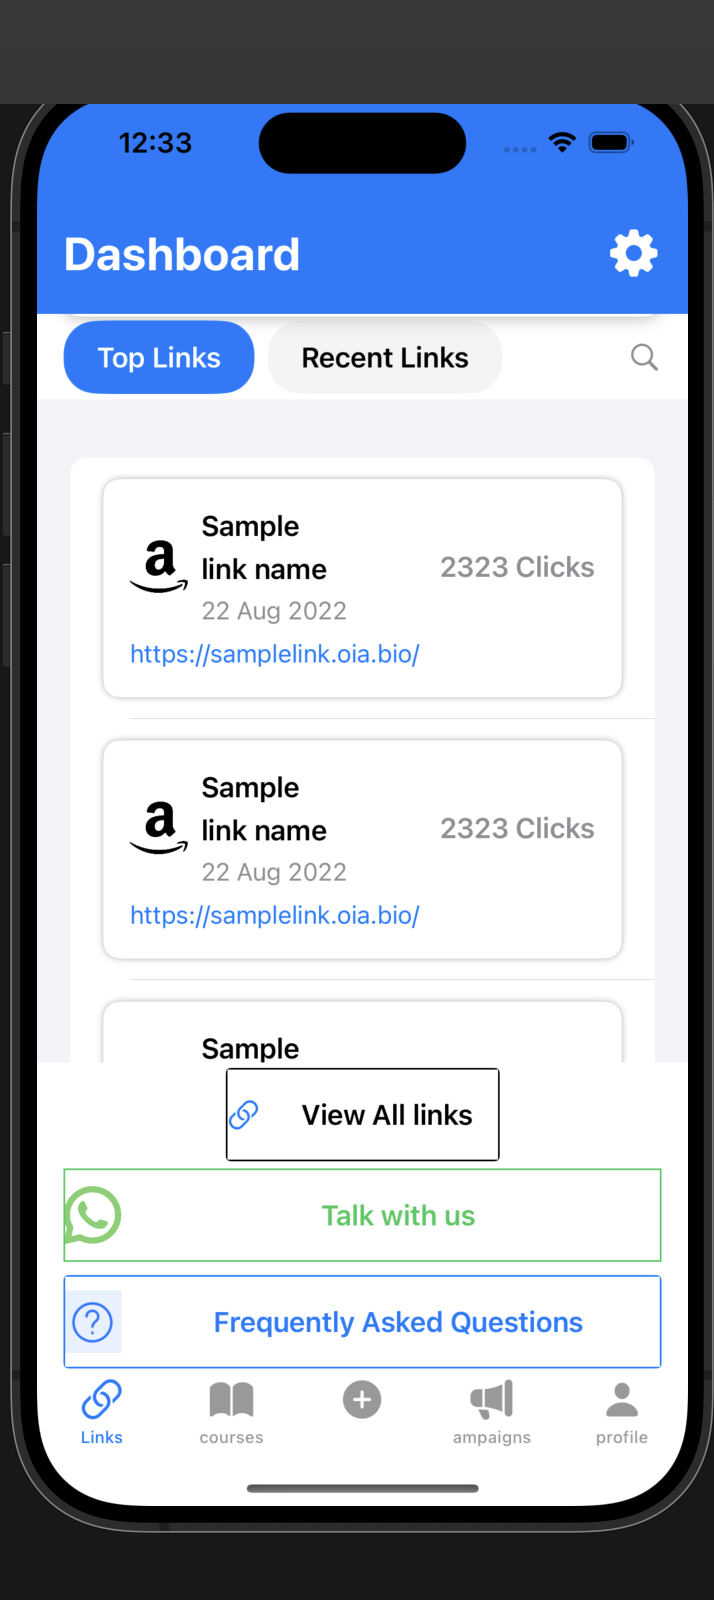 12:33
Dashboard
Top Links
Recent Links
Sample
link name
2323 Clicks
22 Aug 2022
https://samplelink.oia.bio/
Sample
link name
2323 Clicks
22 Aug 2022
https://samplelink.oia.bio/
Sample
View All links
Talk with us
Frequently Asked Questions
Links
courses
ampaigns
profile